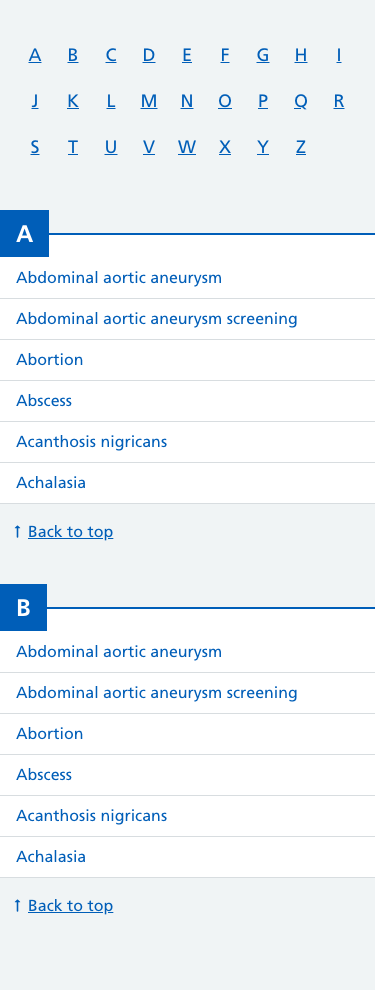 A B C D E F G H I
J K L M N O P Q R
S T U V W X Y Z
A
Abdominal aortic aneurysm
Abdominal aortic aneurysm screening
Abortion
Abscess
Acanthosis nigricans
Achalasia
↑ Back to top
B
Abdominal aortic aneurysm
Abdominal aortic aneurysm screening
Abortion
Abscess
Acanthosis nigricans
Achalasia
↑ Back to top